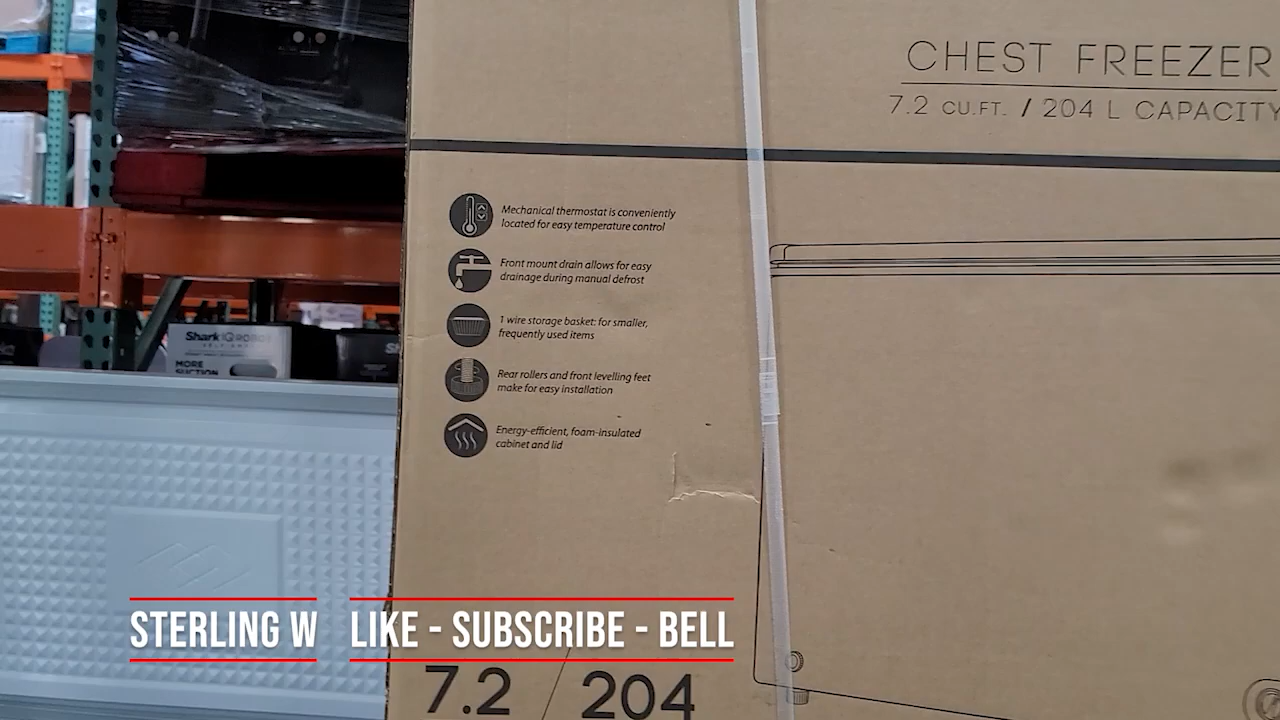 CHEST FREEZER
7.2 CU.FT. / 204 L CAPACITY
Mechanical thermostat is conveniently
located for easy temperature control
Front mount drain allows for easy
drainage during manual defrost
1 wire storage basket: for smaller,
frequently used items
Rear rollers and front levelling feet
make for easy installation
Energy-efficient, foam-insulated
cabinet and lid
Shark IQ ROBOT
MORE
SUCTION
STERLING W LIKE - SUBSCRIBE - BELL
7.2 / 204